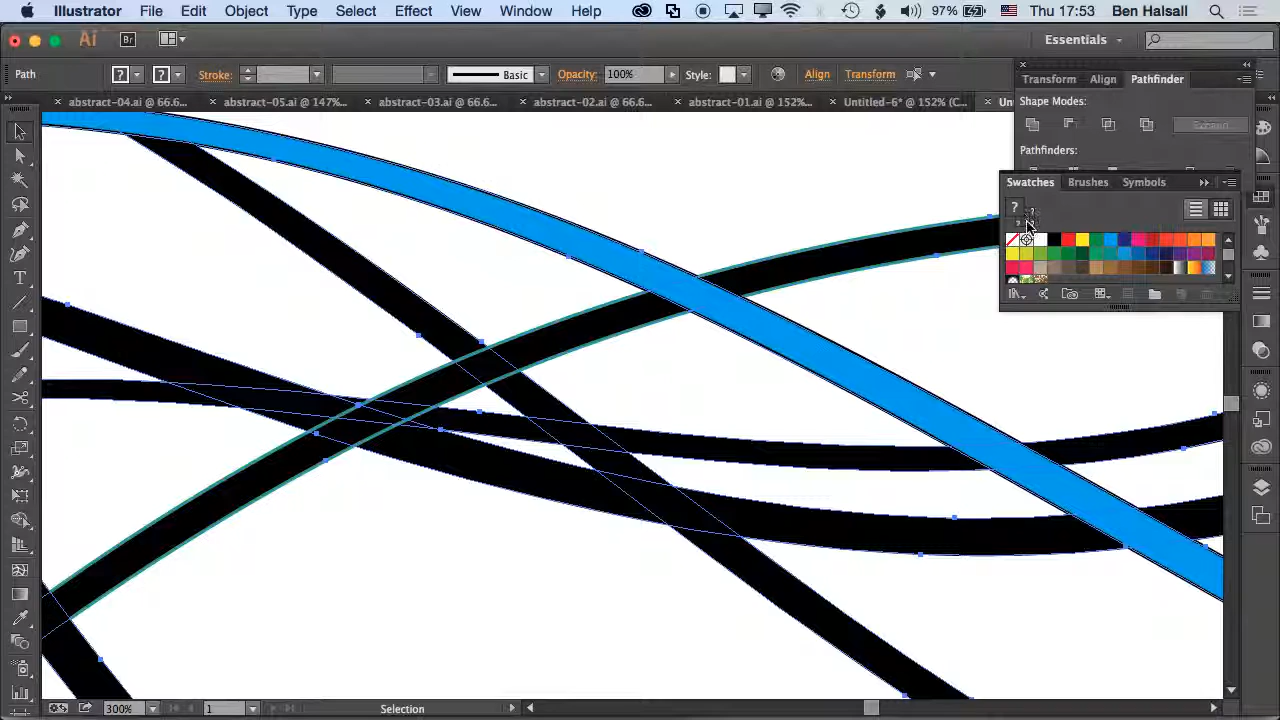 Illustrator File Edit Object Type Select Effect View Window Help 97% Thu 17:53 Ben Halsall
Ai Br Essentials
Path ? ? Stroke: Basic Opacity: 100% Style: Align Transform
Transform Align Pathfinder
× abstract-04.ai @ 66.6... × abstract-05.ai @ 147%... × abstract-03.ai @ 66.6... × abstract-02.ai @ 66.6... × abstract-01.ai @ 152%... × Untitled-6* @ 152% (C... ×
Shape Modes:
Expand
Pathfinders:
Swatches Brushes Symbols
?
300% 1 Selection